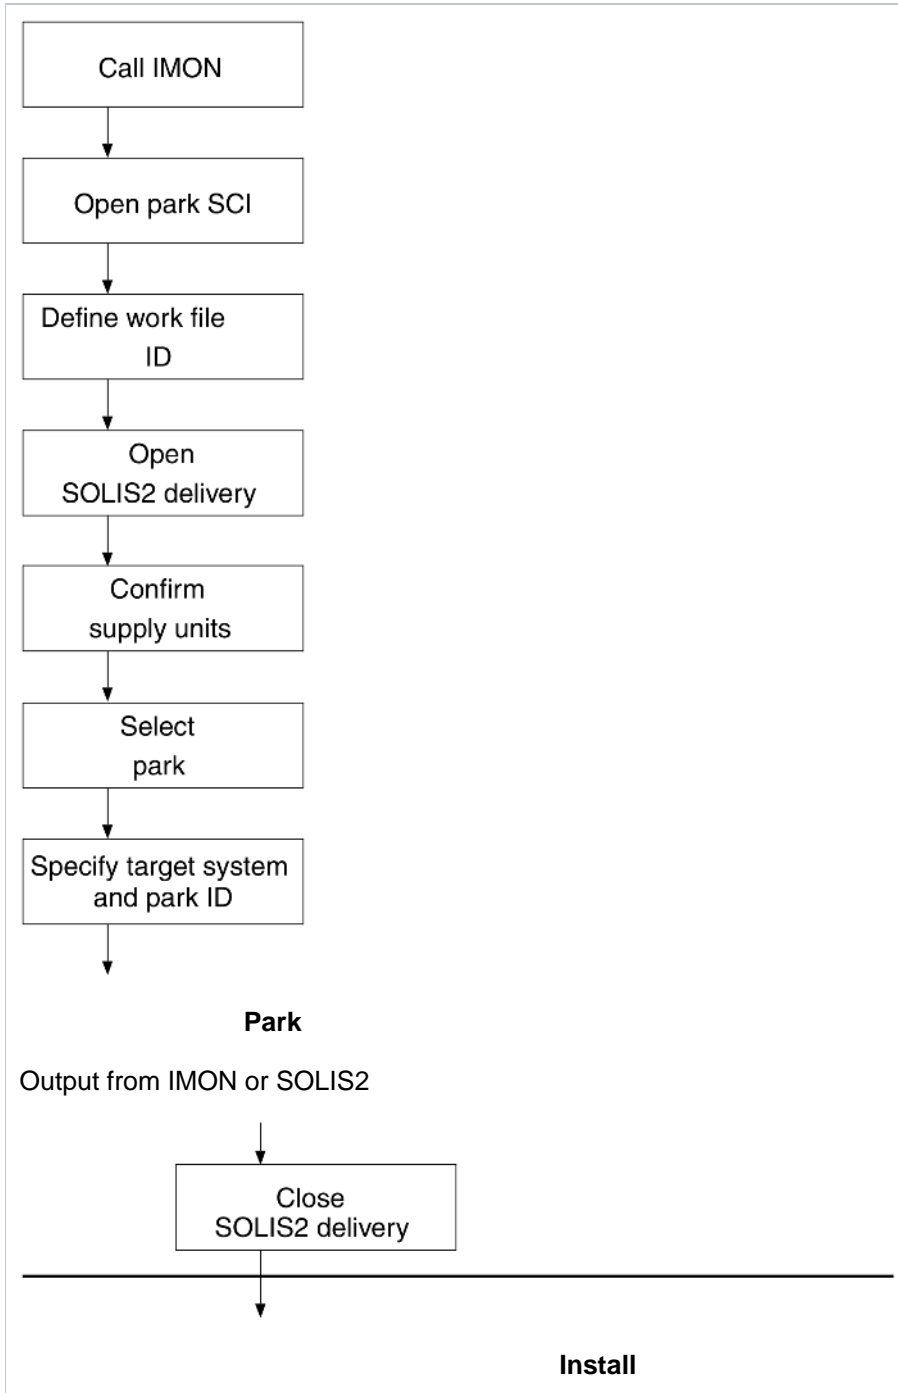 Call IMON
Open park SCI
Define work file
ID
Open
SOLIS2 delivery
Confirm
supply units
Select
park
Specify target system
and park ID
Park
Output from IMON or SOLIS2
Close
SOLIS2 delivery
Install